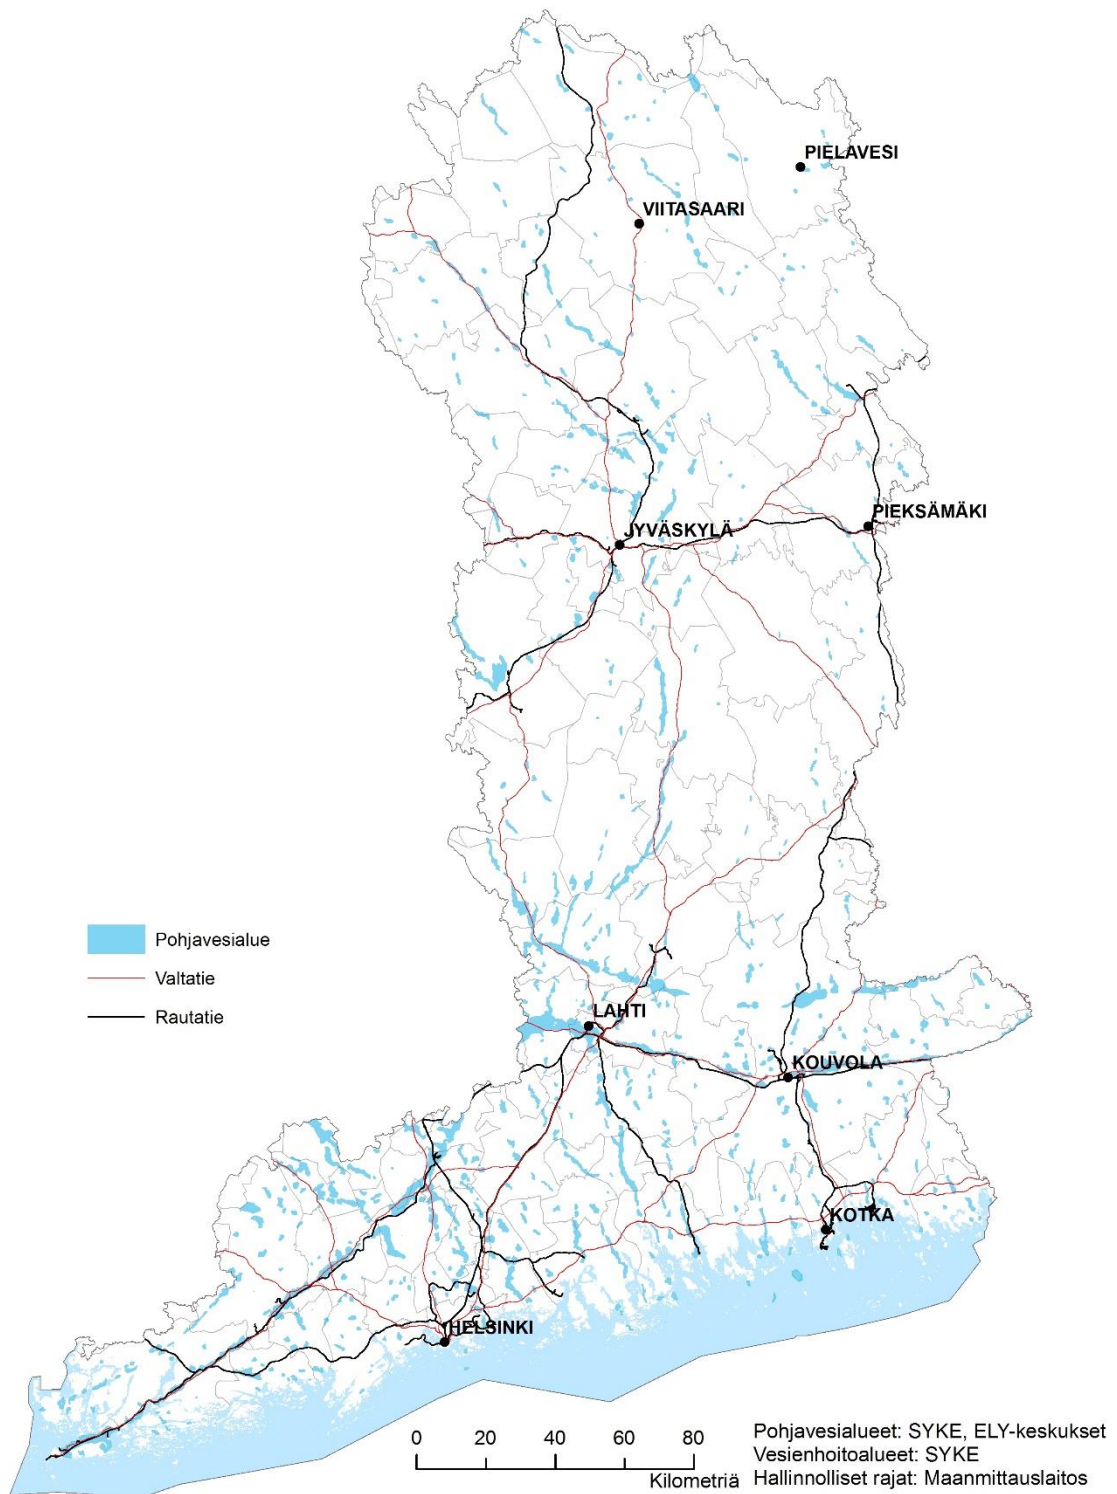 PIELAVESI
VIITASAARI
PIEKSÄMÄKI
JYVÄSKYLÄ
Pohjavesialue
Valtatie
Rautatie
LAHTI
KOUVOLA
KOTKA
HELSINKI
0 20 40 60 80
Kilometriä
Pohjavesialueet: SYKE, ELY-keskukset
Vesienhoitoalueet: SYKE
Hallinnolliset rajat: Maanmittauslaitos